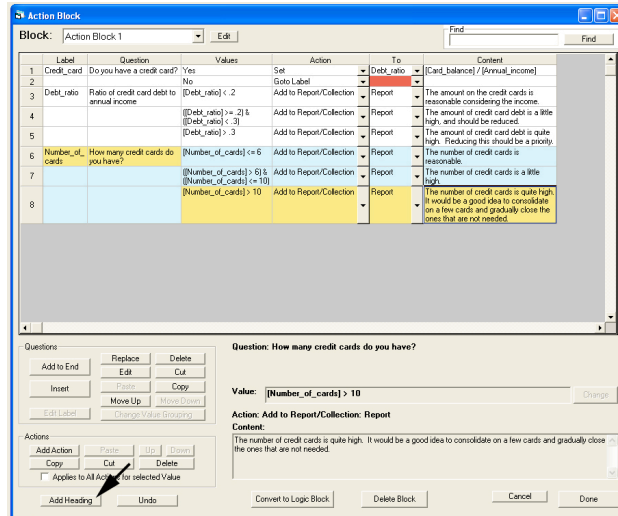 Action Block
Block: Action Block 1 Edit Find Find
Label Question Values Action To Content
1 Credit_card Do you have a credit card? Yes Set Debt_ratio [Card_balance] / [Annual_income]
2 No Goto Label
3 Debt_ratio Ratio of credit card debt to [Debt_ratio] < .2 Add to Report/Collection Report The amount on the credit cards is
annual income reasonable considering the income.
4 ([Debt_ratio] >= .2) & Add to Report/Collection Report The amount of credit card debt is a little
([Debt_ratio] < .3) high, and should be reduced.
5 [Debt_ratio] > .3 Add to Report/Collection Report The amount of credit card debt is quite
high. Reducing this should be a priority.
6 Number_of_ How many credit cards do [Number_of_cards] <= 6 Add to Report/Collection Report The number of credit cards is
cards you have? reasonable.
7 ([Number_of_cards] > 6) & Add to Report/Collection Report The number of credit cards is a little
([Number_of_cards] <= 10) high.
8 [Number_of_cards] > 10 Add to Report/Collection Report The number of credit cards is quite high.
It would be a good idea to consolidate
on a few cards and gradually close the
ones that are not needed.
Questions
Add to End Replace Delete
Edit Cut
Insert Paste Copy
Move Up Move Down
Edit Label Change Value Grouping
Question: How many credit cards do you have?
Value: [Number_of_cards] > 10 Change
Action: Add to Report/Collection: Report
Content:
The number of credit cards is quite high. It would be a good idea to consolidate on a few cards and gradually close
the ones that are not needed.
Actions
Add Action Paste Up Down
Copy Cut Delete
Applies to All Actions for selected Value
Add Heading Undo
Convert to Logic Block Delete Block Cancel Done